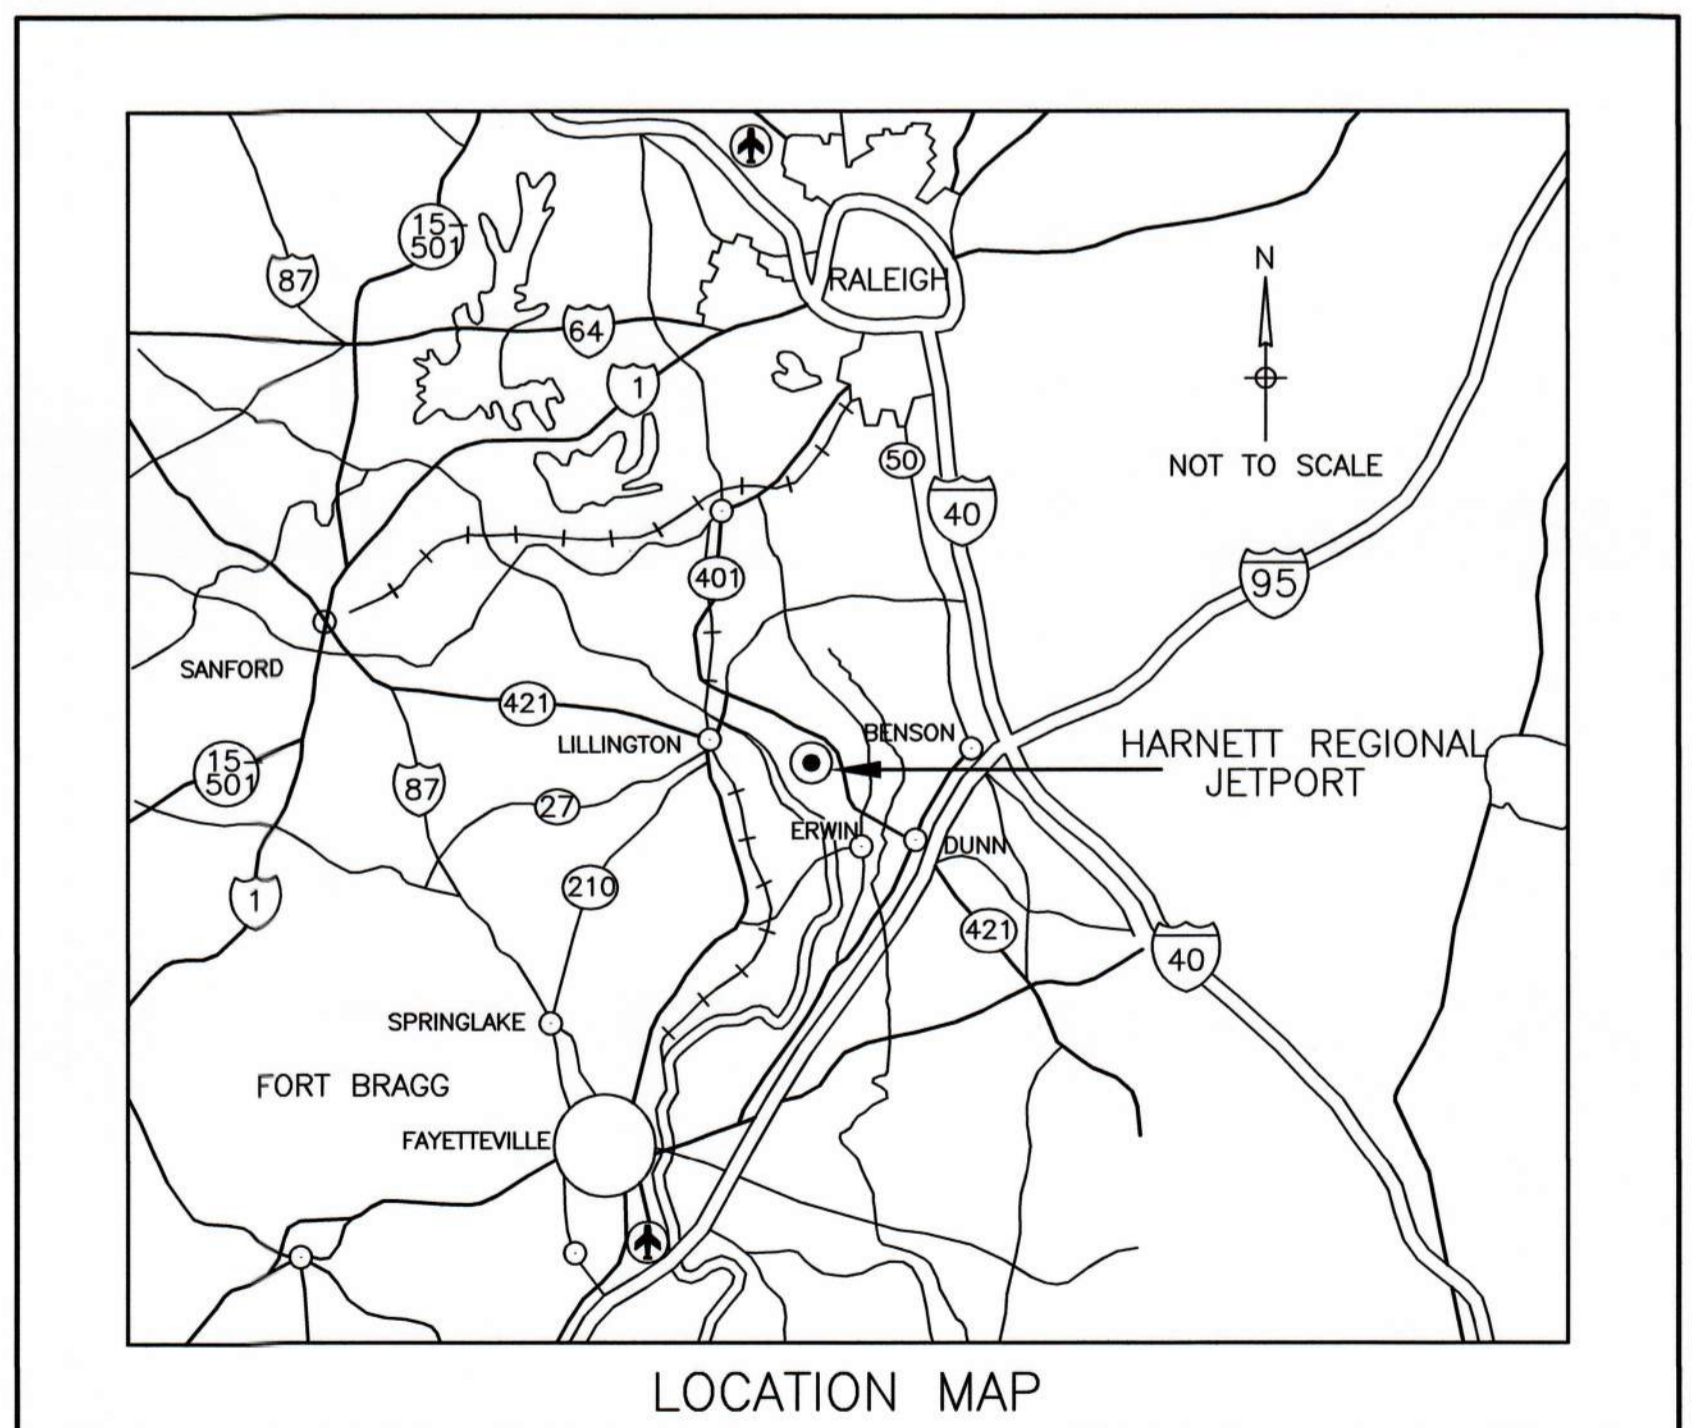 15-
501
87
RALEIGH
N
64
1
NOT TO SCALE
50
40
95
401
SANFORD
421
BENSON
HARNETT REGIONAL
JETPORT
LILLINGTON
15-
501
87
27
ERWIN
DUNN
210
1
421
40
SPRINGLAKE
FORT BRAGG
FAYETTEVILLE
LOCATION MAP